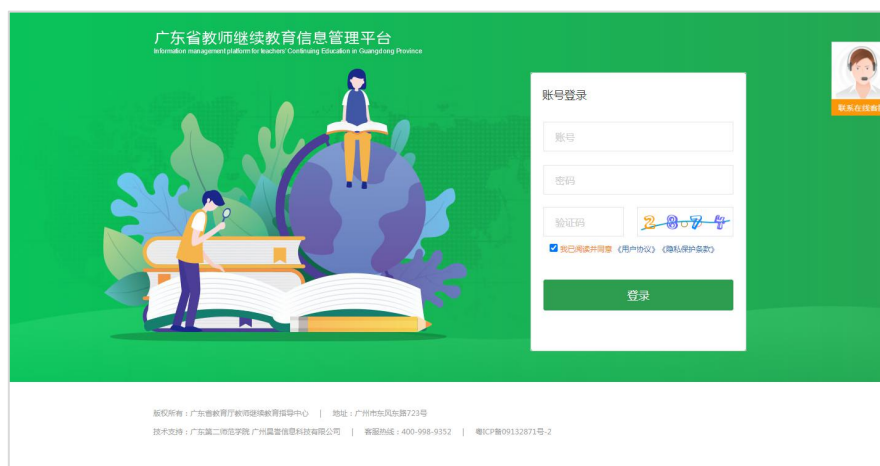 广东省教师继续教育信息管理平台
Information management platform for teachers' Continuing Education in Guangdong Province
账号登录
账号
密码
验证码 2874
我已阅读并同意 《用户协议》《隐私保护条款》
登录
联系在线客服
版权所有：广东省教育厅教师继续教育指导中心 | 地址：广州市东风东路723号
技术支持：广东第二师范学院 广州 信息科技有限公司 | 客服热线：400-998-9352 | 粤ICP备09132871号-2